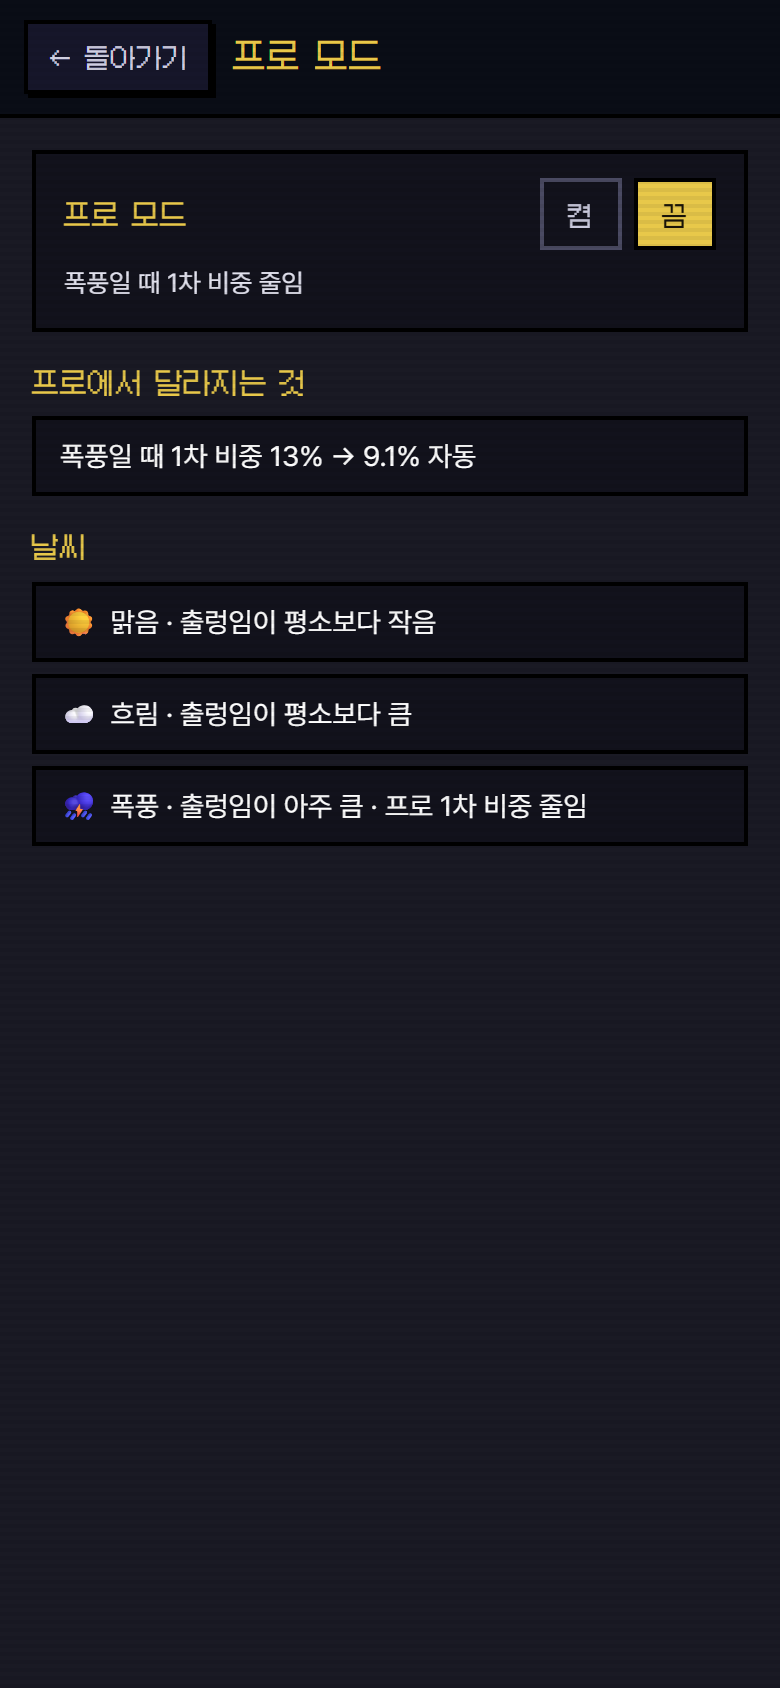 ← 돌아가기 프로 모드
프로 모드 켬 끔
폭풍일 때 1차 비중 줄임
프로에서 달라지는 것
폭풍일 때 1차 비중 13% → 9.1% 자동
날씨
맑음 · 출렁임이 평소보다 작음
흐림 · 출렁임이 평소보다 큼
폭풍 · 출렁임이 아주 큼 · 프로 1차 비중 줄임